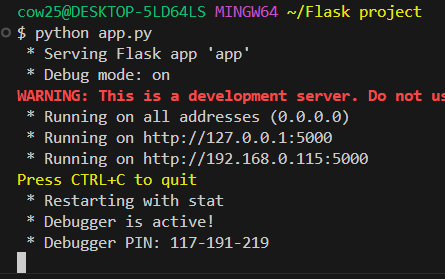 cow25@DESKTOP-5LD64LS MINGW64 ~/Flask project
$ python app.py
* Serving Flask app 'app'
* Debug mode: on
WARNING: This is a development server. Do not us
* Running on all addresses (0.0.0.0)
* Running on http://127.0.0.1:5000
* Running on http://192.168.0.115:5000
Press CTRL+C to quit
* Restarting with stat
* Debugger is active!
* Debugger PIN: 117-191-219